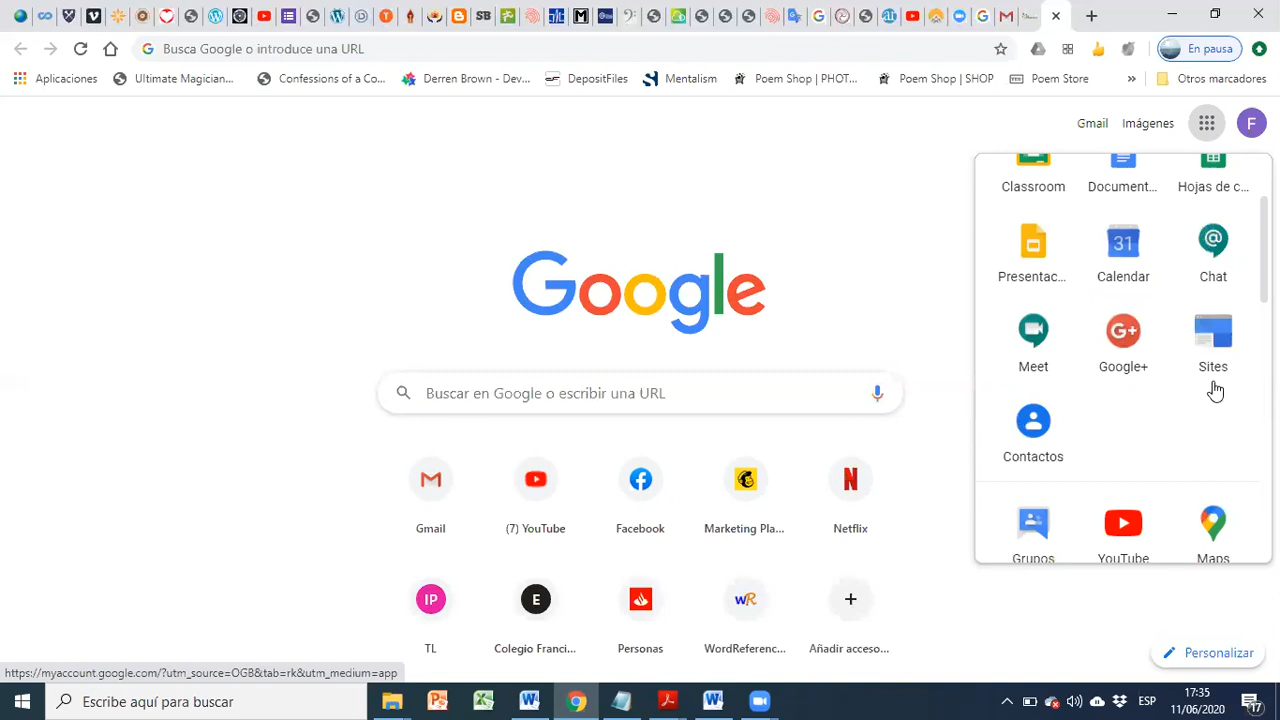 Busca Google o introduce una URL
En pausa
Aplicaciones
Ultimate Magician...
Confessions of a Co...
Derren Brown - Dev...
DepositFiles
Mentalism
Poem Shop | PHOT...
Poem Shop | SHOP
Poem Store
»
Otros marcadores
Gmail
Imágenes
F
Classroom
Document...
Hojas de c...
31
Presentac...
Calendar
Chat
G+
Meet
Google+
Sites
Contactos
Grupos
YouTube
Maps
Google
Buscar en Google o escribir una URL
Gmail
(7) YouTube
Facebook
Marketing Pla...
Netflix
IP
E
wR
TL
Colegio Franci...
Personas
WordReferenc...
Añadir acceso...
Personalizar
https://myaccount.google.com/?utm_source=OGB&tab=rk&utm_medium=app
Escribe aquí para buscar
ESP
17:35
11/06/2020
17